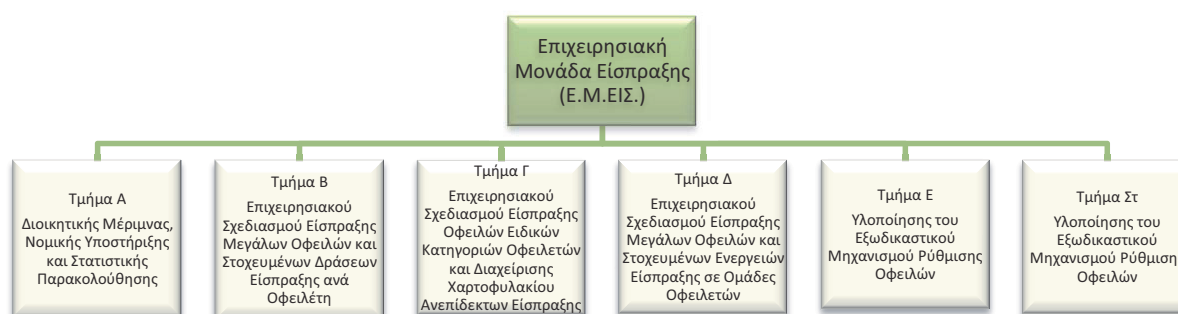 Επιχειρησιακή
Μονάδα Είσπραξης
(Ε.Μ.ΕΙΣ.)
Τμήμα Α
Διοικητικής Μέριμνας,
Νομικής Υποστήριξης
και Στατιστικής
Παρακολούθησης
Τμήμα Β
Επιχειρησιακού
Σχεδιασμού Είσπραξης
Μεγάλων Οφειλών και
Στοχευμένων Δράσεων
Είσπραξης ανά
Οφειλέτη
Τμήμα Γ
Επιχειρησιακού
Σχεδιασμού Είσπραξης
Οφειλών Ειδικών
Κατηγοριών Οφειλετών
και Διαχείρισης
Χαρτοφυλακίου
Ανεπίδεκτων Είσπραξης
Τμήμα Δ
Επιχειρησιακού
Σχεδιασμού Είσπραξης
Μεγάλων Οφειλών και
Στοχευμένων Ενεργειών
Είσπραξης σε Ομάδες
Οφειλετών
Τμήμα Ε
Υλοποίησης του
Εξωδικαστικού
Μηχανισμού Ρύθμισης
Οφειλών
Τμήμα Στ
Υλοποίησης του
Εξωδικαστικού
Μηχανισμού Ρύθμισης
Οφειλών